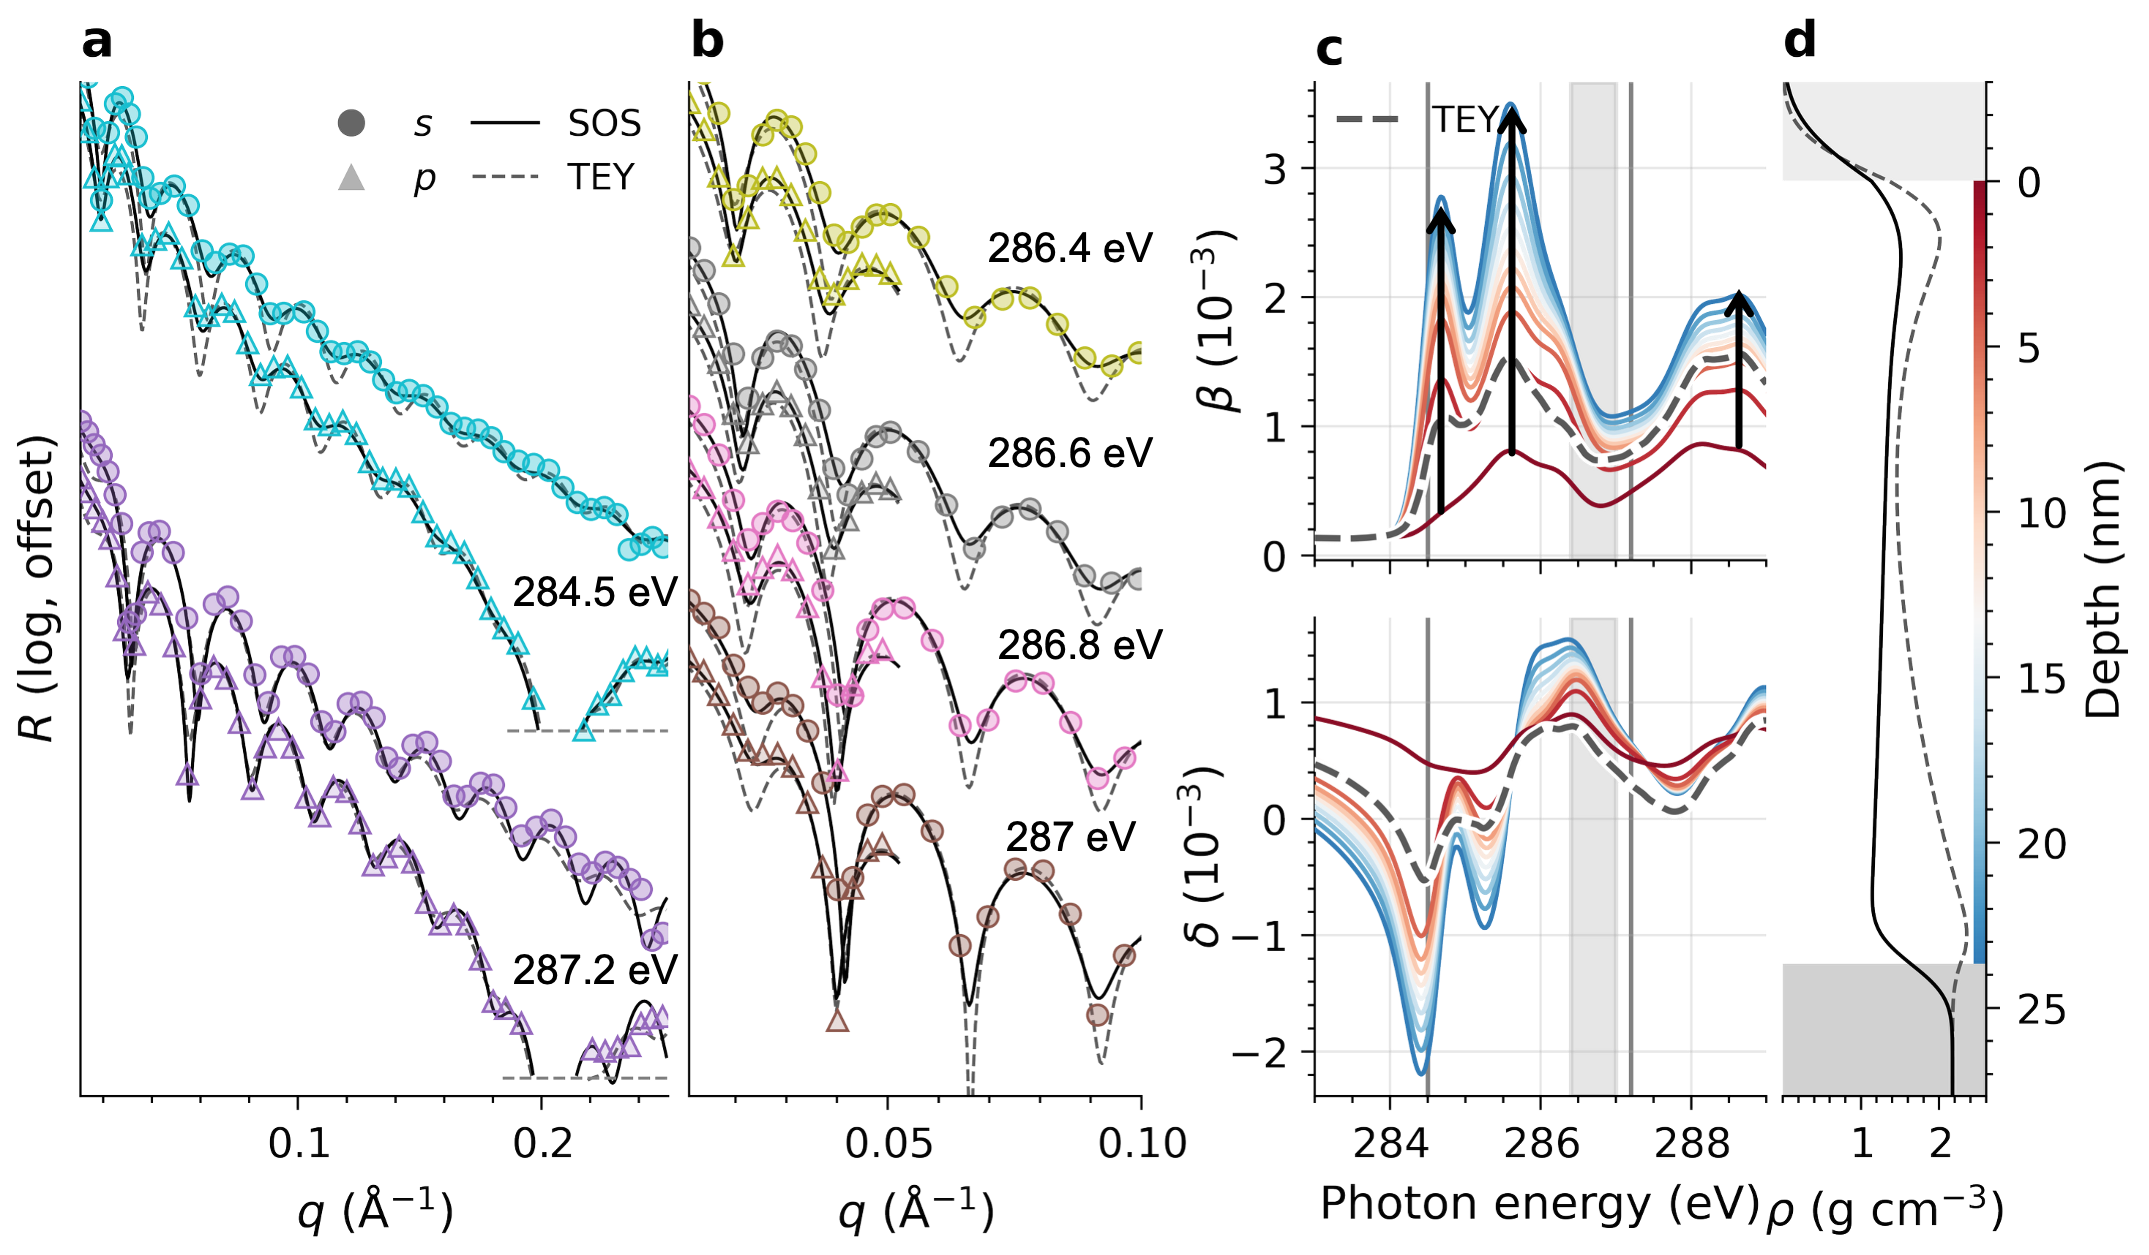 a
s SOS
p TEY
284.5 eV
287.2 eV
R (log, offset)
0.1 0.2
q (Å⁻¹)
b
286.4 eV
286.6 eV
286.8 eV
287 eV
0.05 0.10
q (Å⁻¹)
c
TEY
3
2
1
0
β (10⁻³)
1
0
−1
−2
δ (10⁻³)
284 286 288
Photon energy (eV)
d
0
5
10
15
20
25
Depth (nm)
1 2
ρ (g cm⁻³)